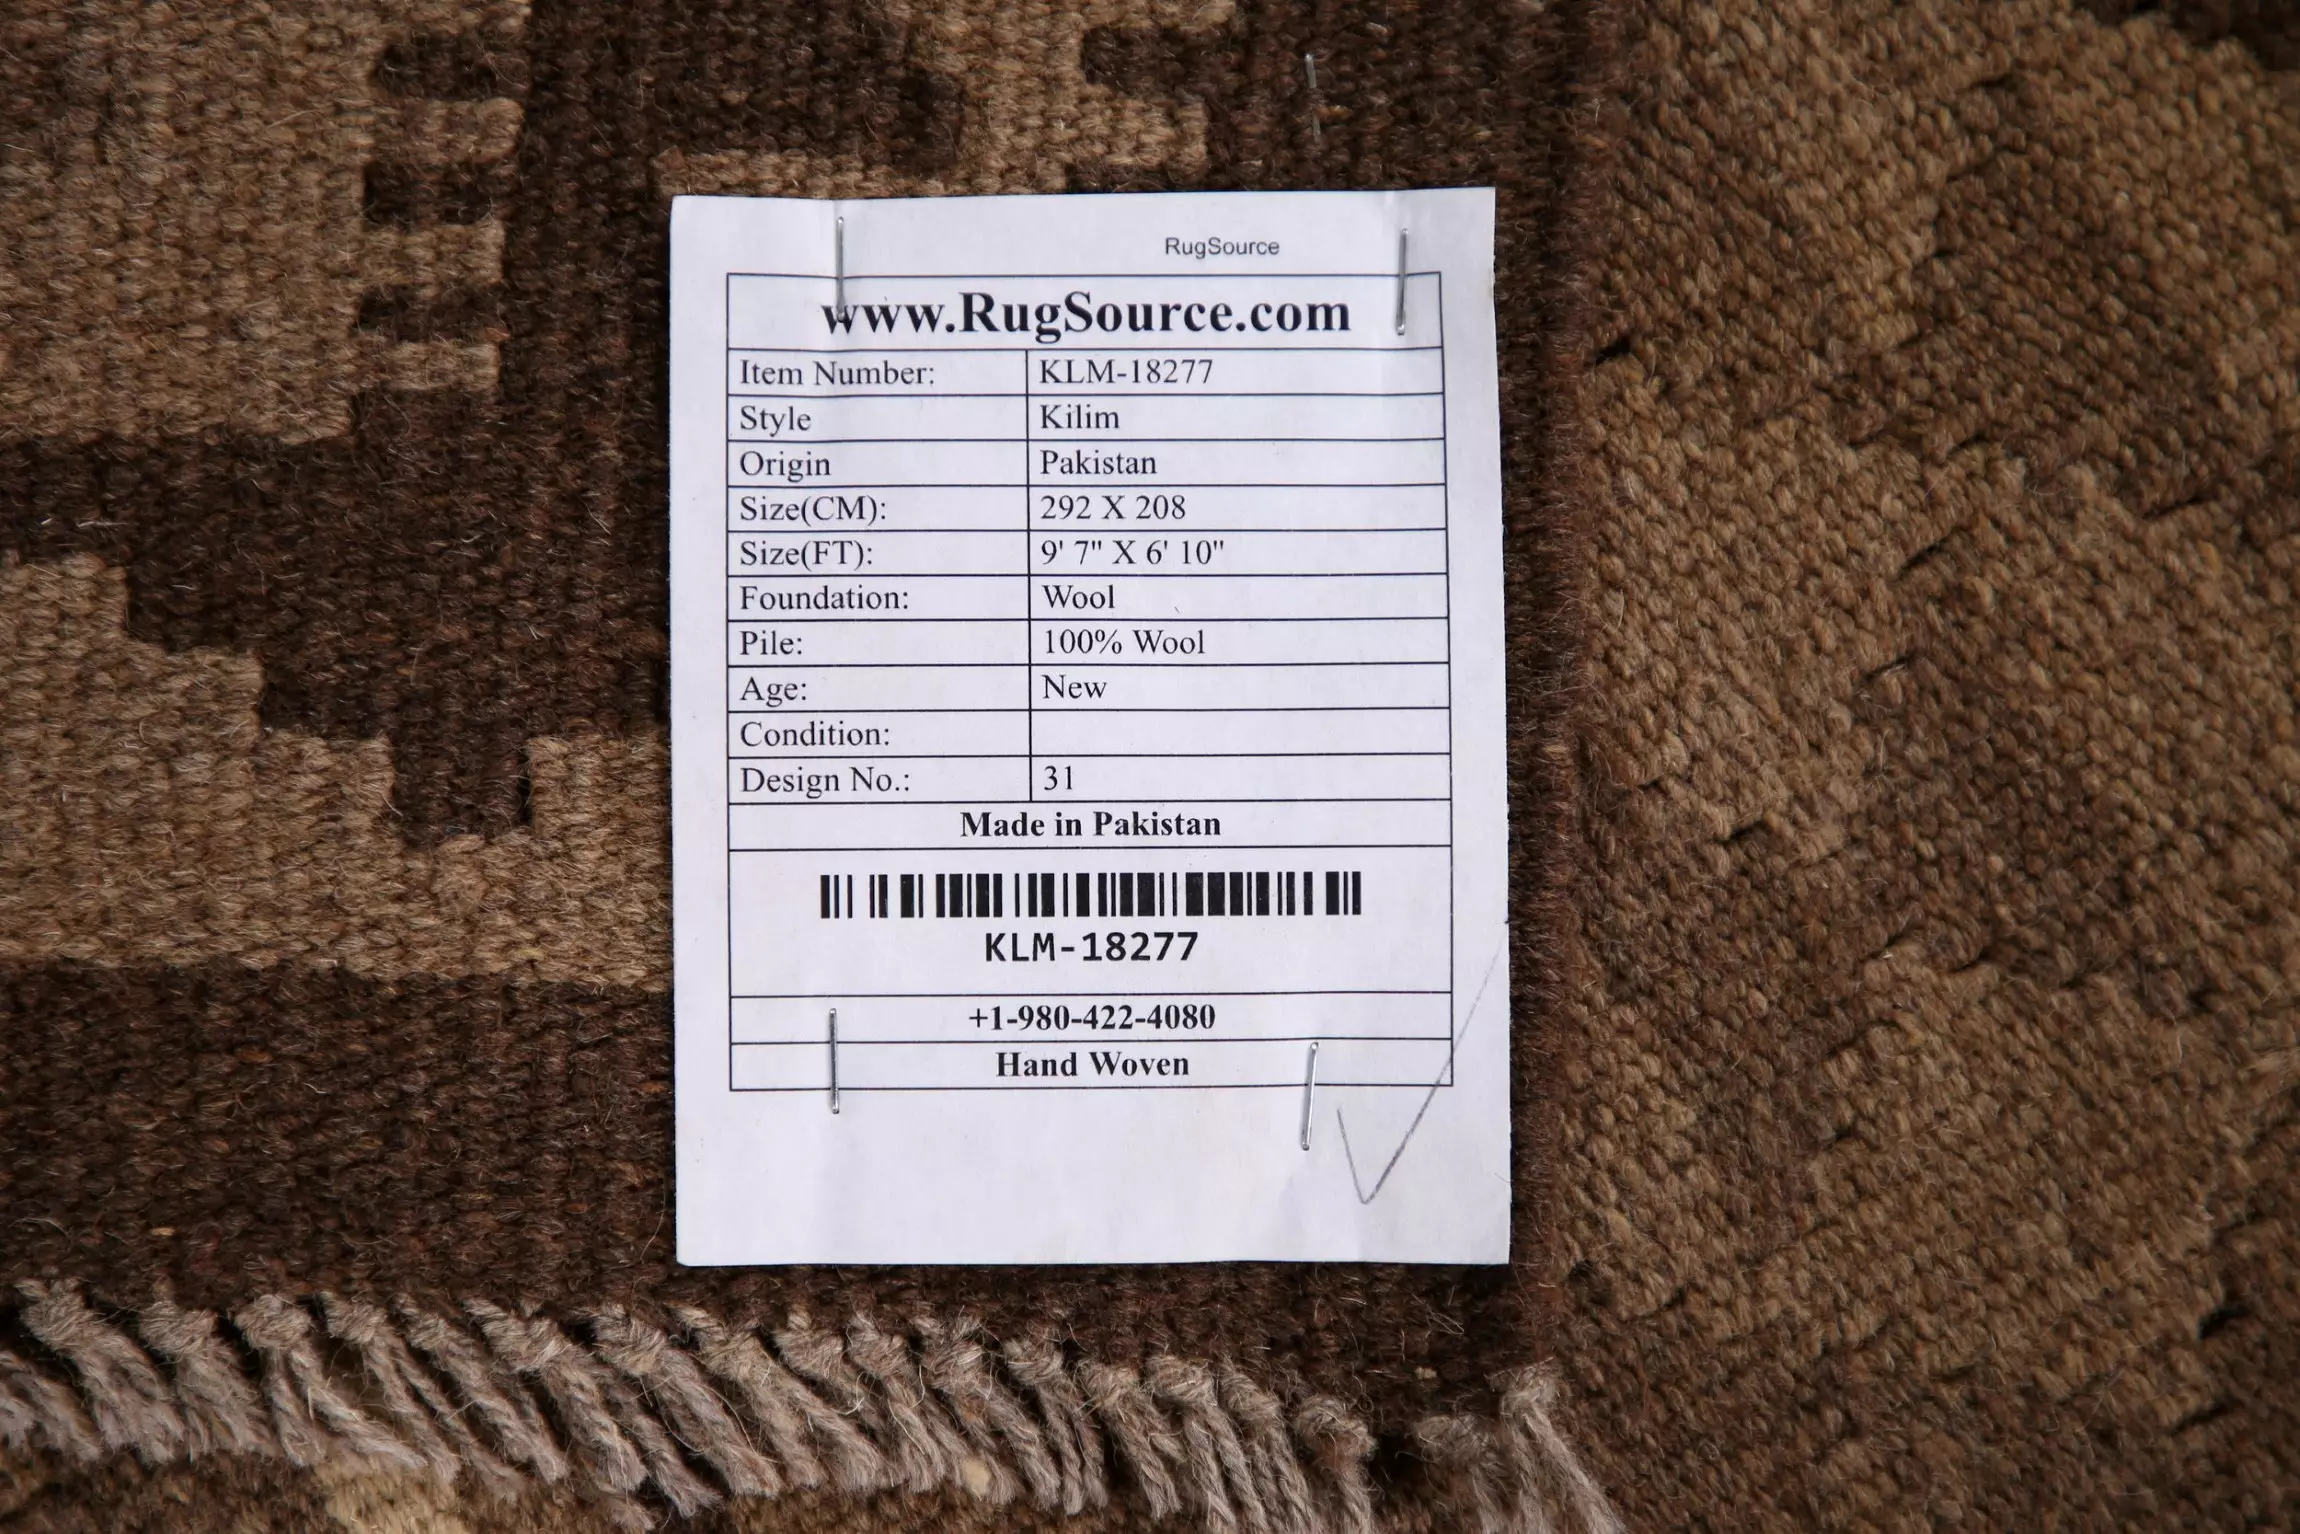 RugSource
www.RugSource.com
Item Number: KLM-18277
Style Kilim
Origin Pakistan
Size(CM): 292 X 208
Size(FT): 9' 7" X 6' 10"
Foundation: Wool
Pile: 100% Wool
Age: New
Condition:
Design No.: 31
Made in Pakistan
KLM-18277
+1-980-422-4080
Hand Woven